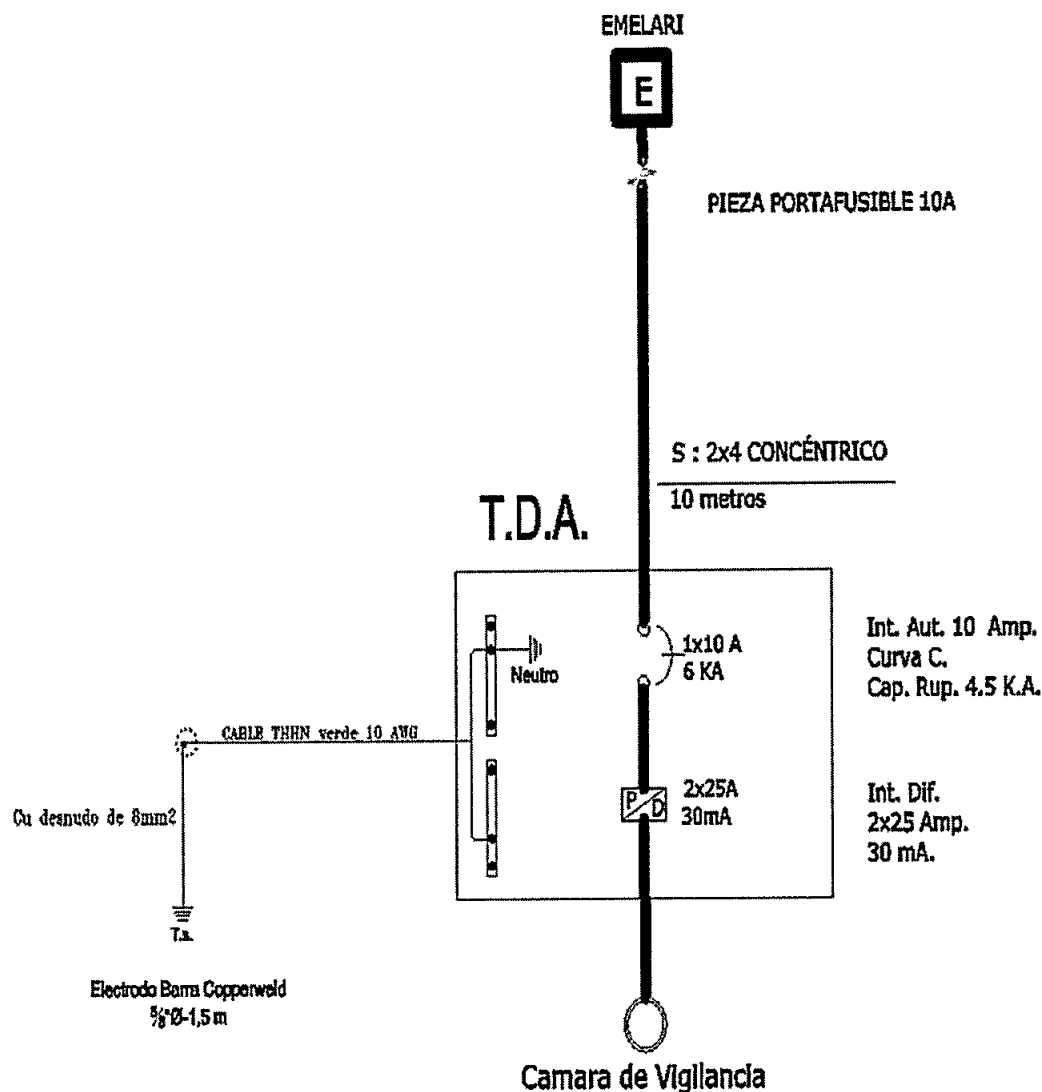 EMELARI
E
PIEZA PORTAFUSIBLE 10A
S : 2x4 CONCÉNTRICO
10 metros
T.D.A.
1x10 A
6 KA
Int. Aut. 10 Amp.
Curva C.
Cap. Rup. 4.5 K.A.
Neutro
CABLE THHN verde 10 AWG
Cu desnudo de 8mm2
P
D
2x25A
30mA
Int. Dif.
2x25 Amp.
30 mA.
T.s.
Electrodo Barra Copperweld
5/8"Ø-1,5 m
Camara de Vigilancia